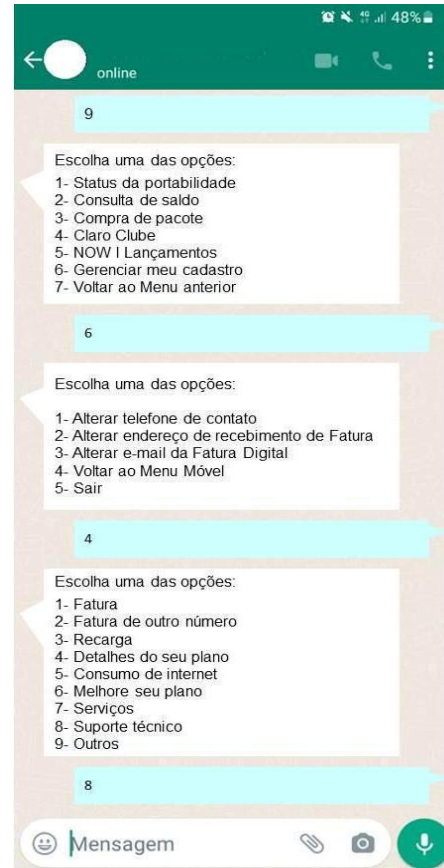 48%
online
9
Escolha uma das opções:
1- Status da portabilidade
2- Consulta de saldo
3- Compra de pacote
4- Claro Clube
5- NOW | Lançamentos
6- Gerenciar meu cadastro
7- Voltar ao Menu anterior
6
Escolha uma das opções:
1- Alterar telefone de contato
2- Alterar endereço de recebimento de Fatura
3- Alterar e-mail da Fatura Digital
4- Voltar ao Menu Móvel
5- Sair
4
Escolha uma das opções:
1- Fatura
2- Fatura de outro número
3- Recarga
4- Detalhes do seu plano
5- Consumo de internet
6- Melhore seu plano
7- Serviços
8- Suporte técnico
9- Outros
8
Mensagem